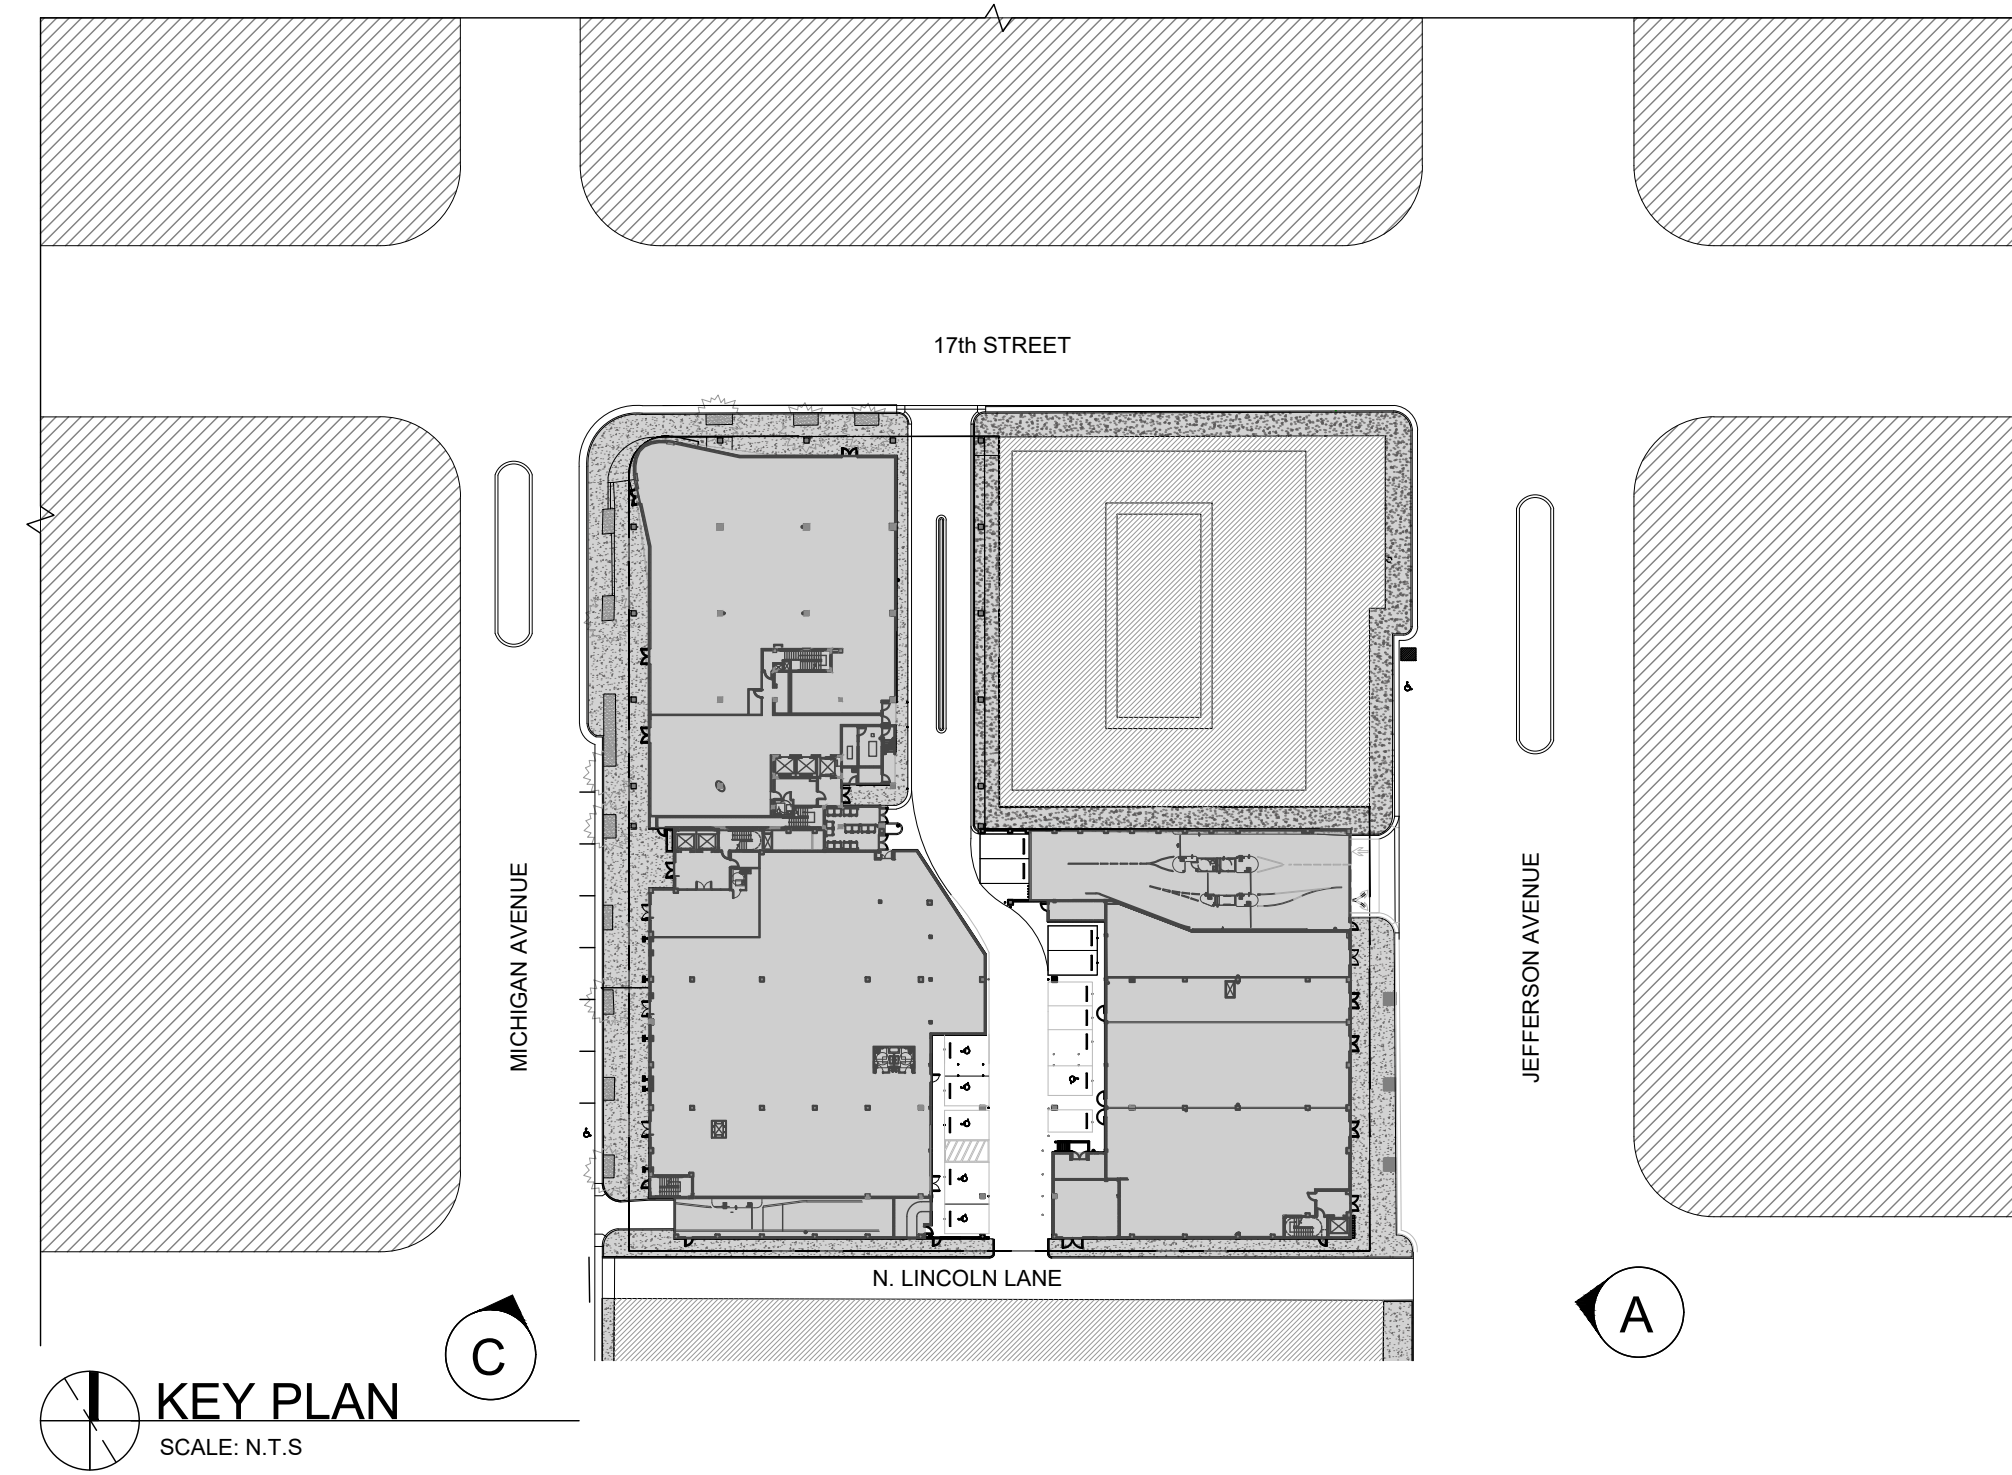 17th STREET
MICHIGAN AVENUE
JEFFERSON AVENUE
N. LINCOLN LANE
C
A
KEY PLAN
SCALE: N.T.S